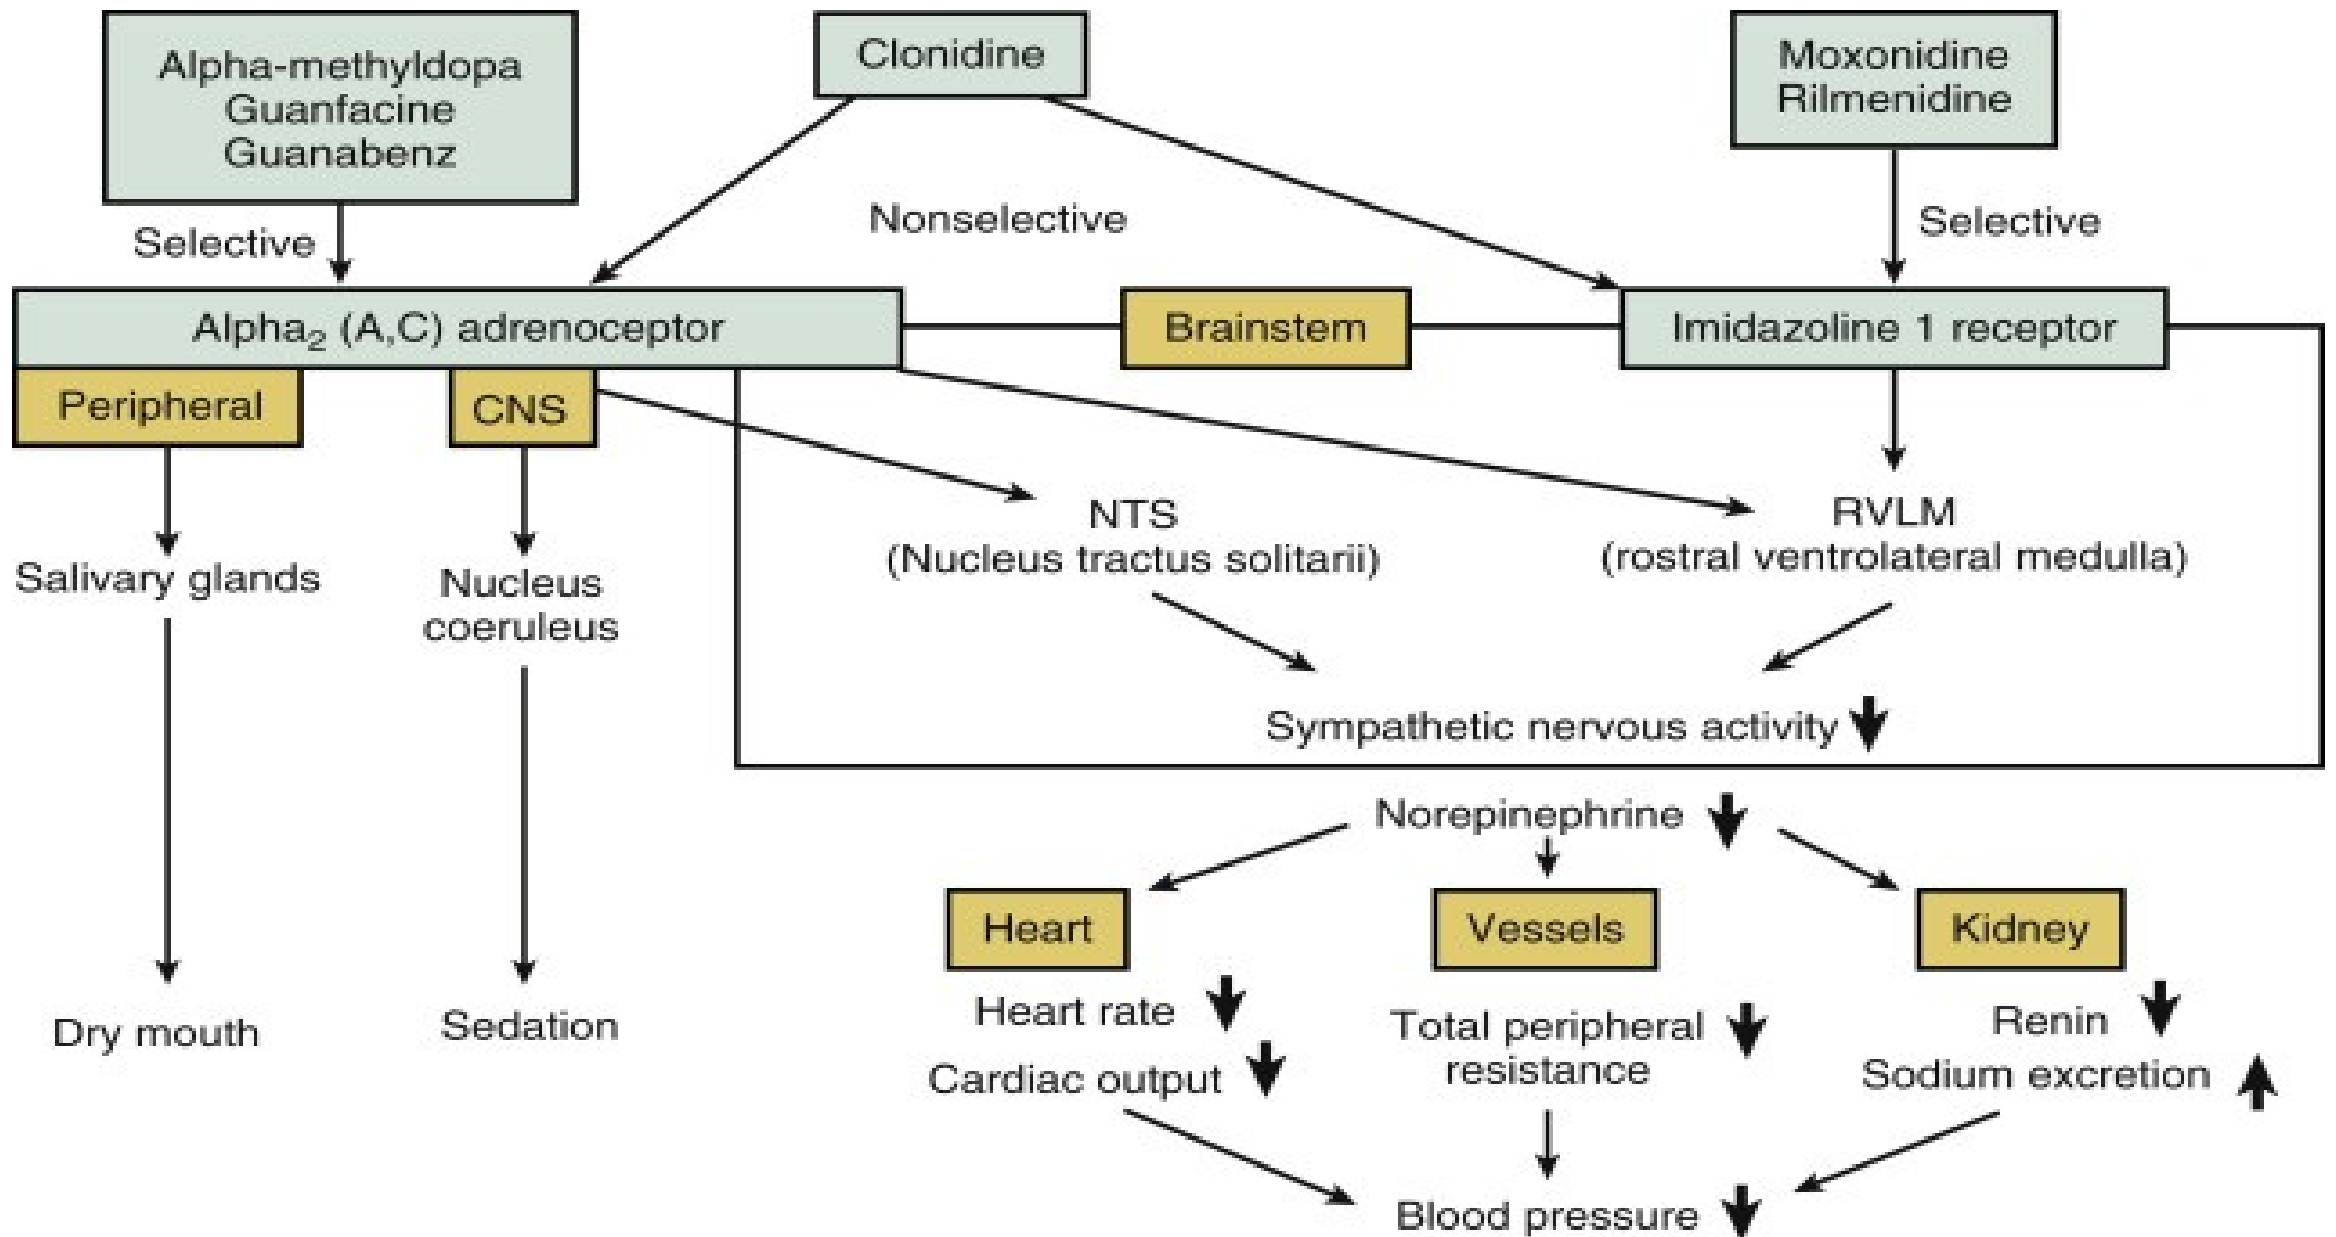 Alpha-methyldopa
Guanfacine
Guanabenz
Clonidine
Moxonidine
Rilmenidine
Selective
Nonselective
Selective
Alpha₂ (A,C) adrenoceptor
Brainstem
Imidazoline 1 receptor
Peripheral
CNS
NTS
(Nucleus tractus solitarii)
RVLM
(rostral ventrolateral medulla)
Salivary glands
Nucleus
coeruleus
Sympathetic nervous activity
Norepinephrine
Heart
Vessels
Kidney
Dry mouth
Sedation
Heart rate
Cardiac output
Total peripheral
resistance
Renin
Sodium excretion
Blood pressure